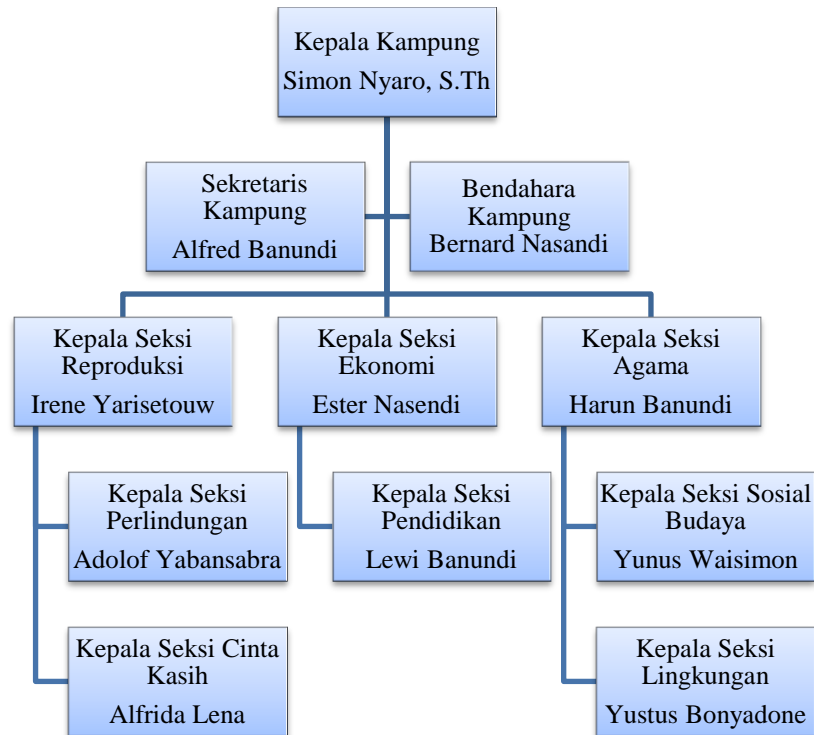 Kepala Kampung
Simon Nyaro, S.Th
Sekretaris
Kampung
Alfred Banundi
Bendahara
Kampung
Bernard Nasandi
Kepala Seksi
Reproduksi
Irene Yarisetouw
Kepala Seksi
Ekonomi
Ester Nasendi
Kepala Seksi
Agama
Harun Banundi
Kepala Seksi
Perlindungan
Adolof Yabansabra
Kepala Seksi
Pendidikan
Lewi Banundi
Kepala Seksi Sosial
Budaya
Yunus Waisimon
Kepala Seksi Cinta
Kasih
Alfrida Lena
Kepala Seksi
Lingkungan
Yustus Bonyadone